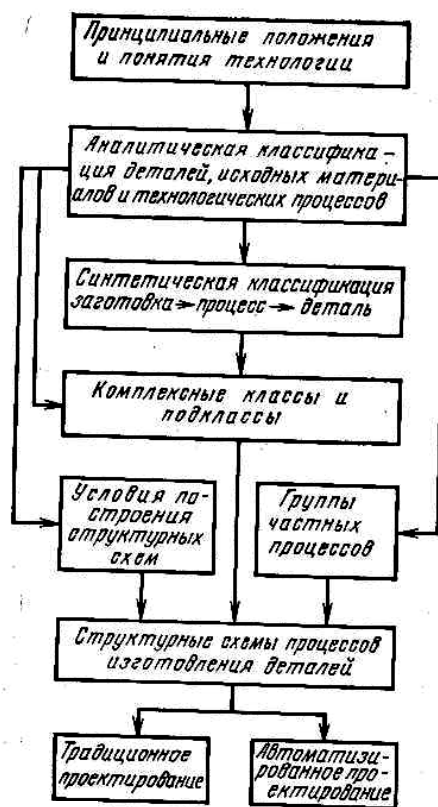 Принципиальные положения
и понятия технологии
Аналитическая классифика-
ция деталей, исходных матери-
алов и технологических процессов
Синтетическая классификация
заготовка→процесс→деталь
Комплексные классы и
подклассы
Условия по-
строения
структурных
схем
Группы
частных
процессов
Структурные схемы процессов
изготовления деталей
Традиционное
проектирование
Автоматизи-
рованное про-
ектирование